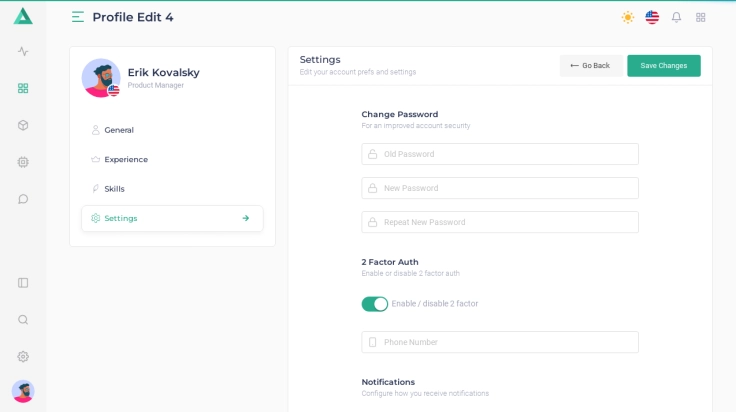 Profile Edit 4
Erik Kovalsky
Product Manager
General
Experience
Skills
Settings
Settings
Edit your account prefs and settings
Go Back
Save Changes
Change Password
For an improved account security
Old Password
New Password
Repeat New Password
2 Factor Auth
Enable or disable 2 factor auth
Enable / disable 2 factor
Phone Number
Notifications
Configure how you receive notifications